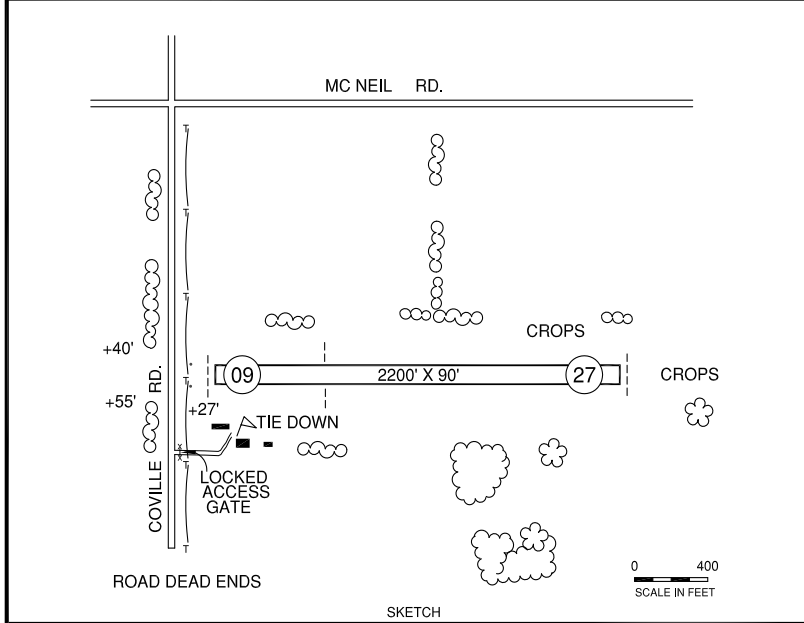 MC NEIL RD.
CROPS
+40'
09
2200' X 90'
27
CROPS
+55'
+27'
TIE DOWN
COVILLE RD.
LOCKED
ACCESS
GATE
ROAD DEAD ENDS
0 400
SCALE IN FEET
SKETCH